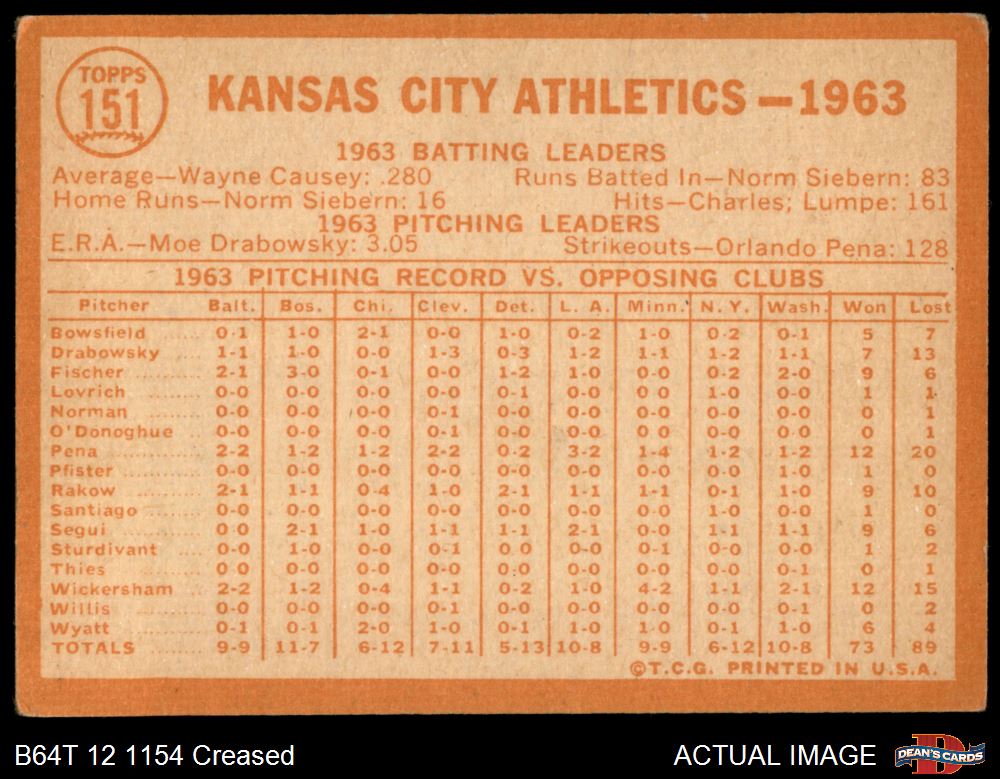 TOPPS
151
KANSAS CITY ATHLETICS — 1963
1963 BATTING LEADERS
Average—Wayne Causey: .280 Runs Batted In—Norm Siebern: 83
Home Runs—Norm Siebern: 16 Hits—Charles; Lumpe: 161
1963 PITCHING LEADERS
E.R.A.—Moe Drabowsky: 3.05 Strikeouts—Orlando Pena: 128
1963 PITCHING RECORD VS. OPPOSING CLUBS
Pitcher Balt. Bos. Chi. Clev. Det. L. A. Minn. N. Y. Wash. Won Lost
Bowsfield 0-1 1-0 2-1 0-0 1-0 0-2 1-0 0-2 0-1 5 7
Drabowsky 1-1 1-0 0-0 1-3 0-3 1-2 1-1 1-2 1-1 7 13
Fischer 2-1 3-0 0-1 0-0 1-2 1-0 0-0 0-2 2-0 9 6
Lovrich 0-0 0-0 0-0 0-0 0-1 0-0 0-0 1-0 0-0 1 1
Norman 0-0 0-0 0-0 0-1 0-0 0-0 0-0 0-0 0-0 0 1
O'Donoghue 0-0 0-0 0-0 0-1 0-0 0-0 0-0 0-0 0-0 0 1
Pena 2-2 1-2 1-2 2-2 0-2 3-2 1-4 1-2 1-2 12 20
Pfister 0-0 0-0 0-0 0-0 0-0 0-0 0-0 0-0 1-0 1 0
Rakow 2-1 1-1 0-4 1-0 2-1 1-1 1-1 0-1 1-0 9 10
Santiago 0-0 0-0 0-0 0-0 0-0 0-0 0-0 1-0 0-0 1 0
Segui 0-0 2-1 1-0 1-1 1-1 2-1 0-0 1-1 1-1 9 6
Sturdivant 0-0 1-0 0-0 0-1 0 0 0-0 0-1 0-0 0-0 1 2
Thies 0-0 0-0 0-0 0-0 0-0 0-0 0-0 0-0 0-1 0 1
Wickersham 2-2 1-2 0-4 1-1 0-2 1-0 4-2 1-1 2-1 12 15
Willis 0-0 0-0 0-0 0-1 0-0 0-0 0-0 0-0 0-1 0 2
Wyatt 0-1 0-1 2-0 1-0 0-1 1-0 1-0 0-1 1-0 6 4
TOTALS 9-9 11-7 6-12 7-11 5-13 10-8 9-9 6-12 10-8 73 89
©T.C.G. PRINTED IN U.S.A.
B64T 12 1154 Creased ACTUAL IMAGE DEAN'S CARDS